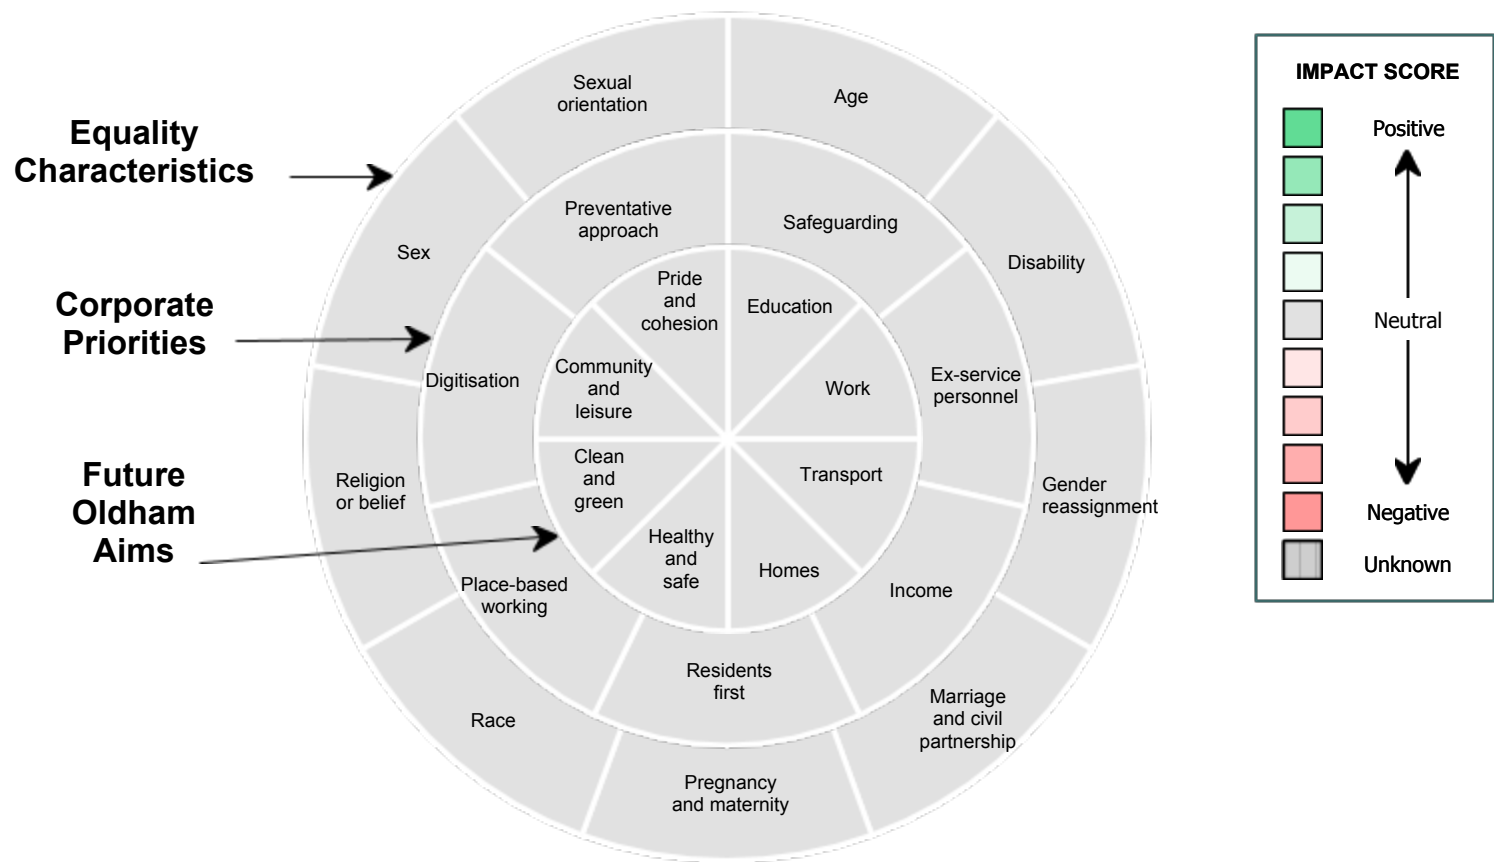 Equality
Characteristics
Corporate
Priorities
Future
Oldham
Aims
Sexual
orientation
Age
Disability
Gender
reassignment
Marriage
and civil
partnership
Pregnancy
and maternity
Race
Religion
or belief
Sex
Preventative
approach
Safeguarding
Ex-service
personnel
Income
Residents
first
Place-based
working
Digitisation
Pride
and
cohesion
Education
Work
Transport
Homes
Healthy
and
safe
Clean
and
green
Community
and
leisure
IMPACT SCORE
Positive
Neutral
Negative
Unknown